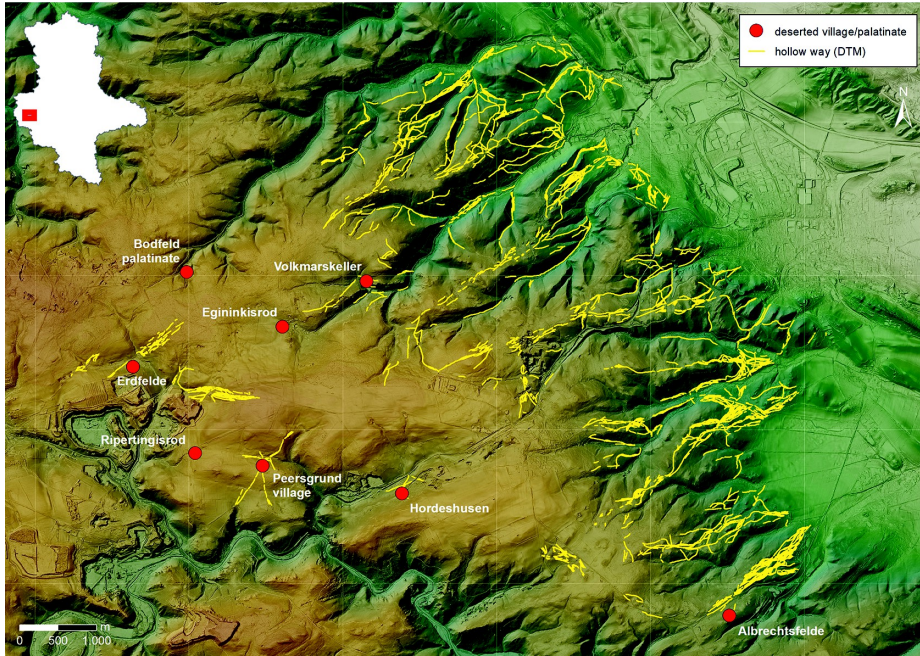 deserted village/palatinate
hollow way (DTM)
N
Bodfeld
palatinate
Volkmarskeller
Egininkisrod
Erdfelde
Ripertingisrod
Peersgrund
village
Hordeshusen
Albrechtsfelde
m
0 500 1 000